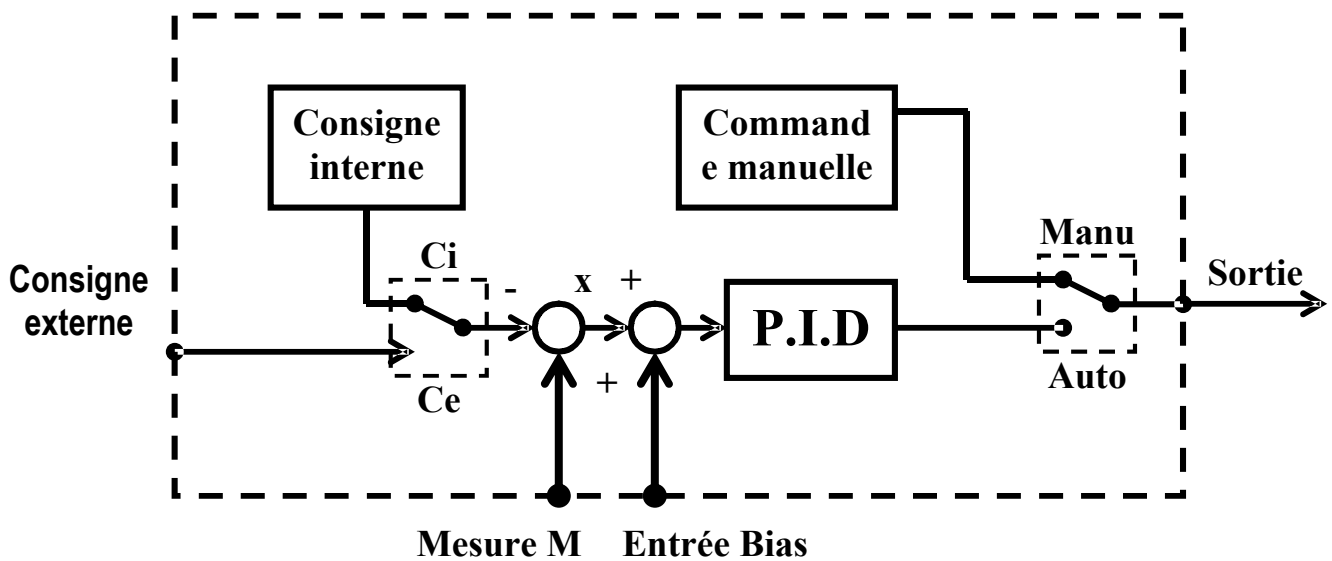 Consigne
interne
Command
e manuelle
Ci
Manu
Consigne
externe
- x +
Sortie
P.I.D
+
Ce
Auto
Mesure M Entrée Bias